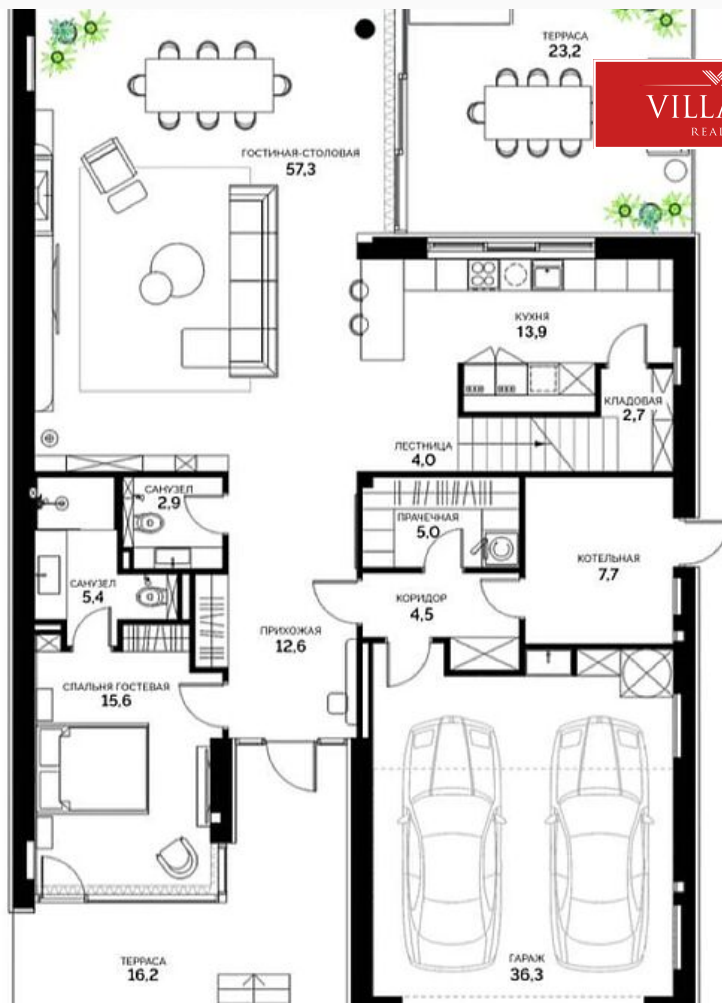 ТЕРРАСА
23,2
VILLA
REAL
ГОСТИНАЯ-СТОЛОВАЯ
57,3
КУХНЯ
13,9
КЛАДОВАЯ
2,7
ЛЕСТНИЦА
4,0
САНУЗЕЛ
2,9
ПРАЧЕЧНАЯ
5,0
КОТЕЛЬНАЯ
7,7
САНУЗЕЛ
5,4
КОРИДОР
4,5
ПРИХОЖАЯ
12,6
СПАЛЬНЯ ГОСТЕВАЯ
15,6
ТЕРРАСА
16,2
ГАРАЖ
36,3